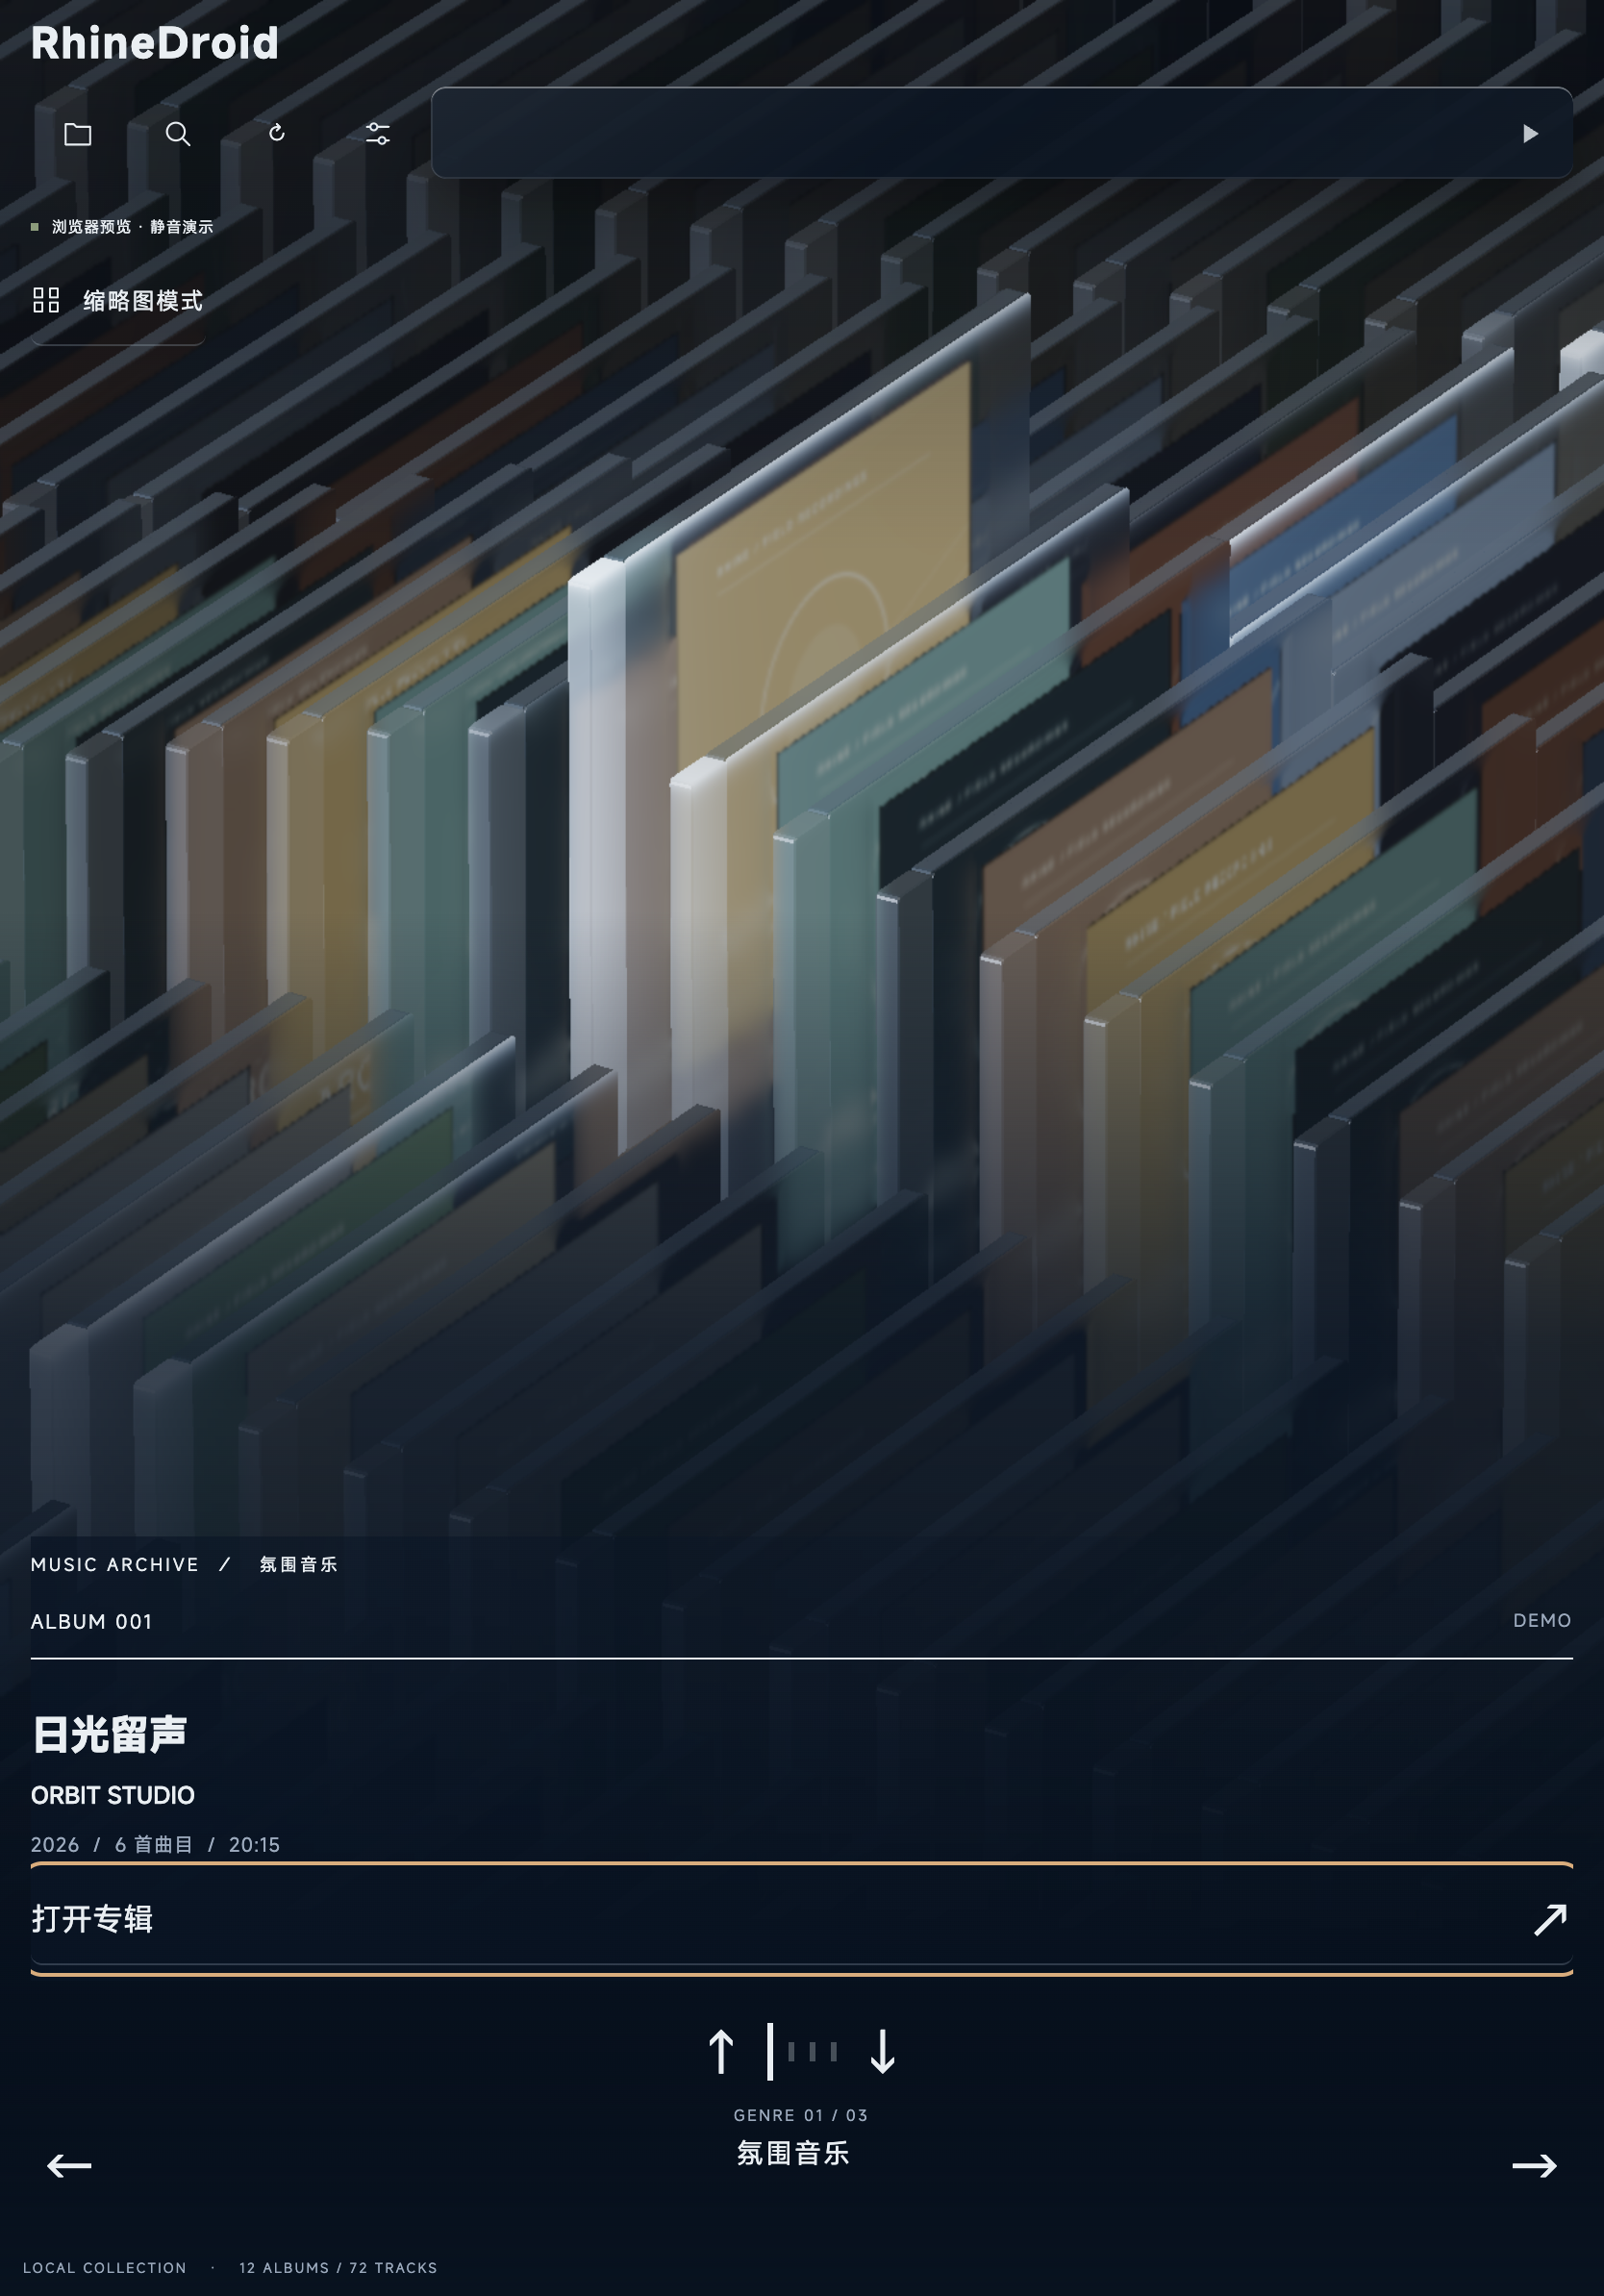 RhineDroid
浏览器预览 · 静音演示
缩略图模式
MUSIC ARCHIVE / 氛围音乐
ALBUM 001
DEMO
日光留声
ORBIT STUDIO
2026 / 6 首曲目 / 20:15
打开专辑
GENRE 01 / 03
氛围音乐
LOCAL COLLECTION · 12 ALBUMS / 72 TRACKS